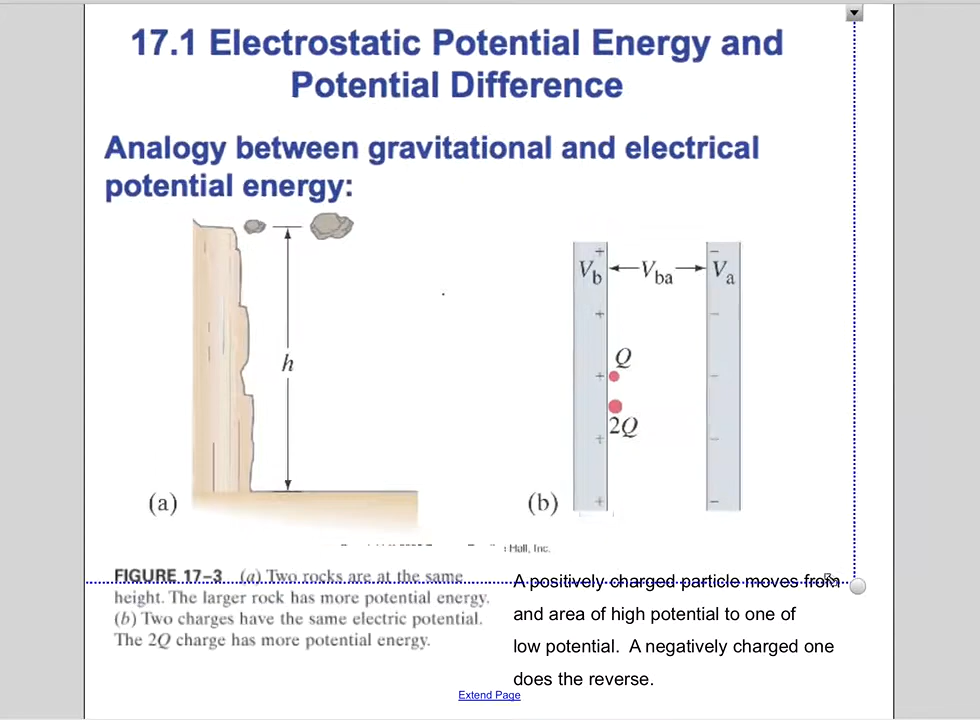 17.1 Electrostatic Potential Energy and
Potential Difference
Analogy between gravitational and electrical
potential energy:
h
(a)
+ −
V_b V_ba V_a
+ −
Q
+ −
2Q
+ −
(b)
+ −
Hall, Inc.
FIGURE 17–3 (a) Two rocks are at the same
height. The larger rock has more potential energy.
(b) Two charges have the same electric potential.
The 2Q charge has more potential energy.
A positively charged particle moves from
and area of high potential to one of
low potential. A negatively charged one
does the reverse.
Extend Page